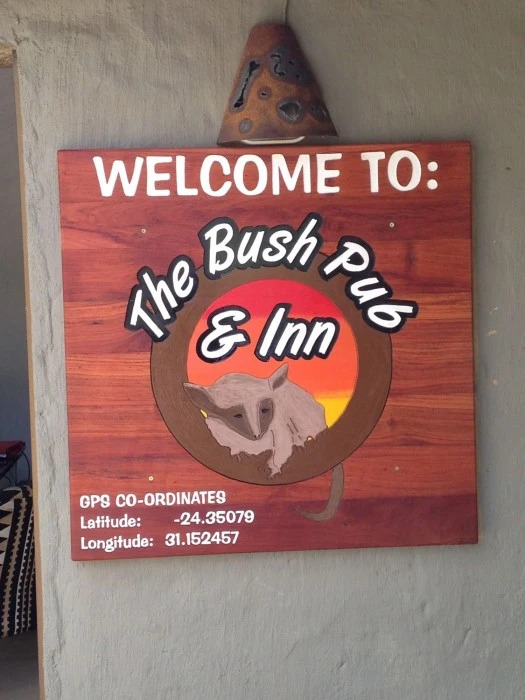 WELCOME TO:
The Bush Pub
& Inn
GPS CO-ORDINATES
Latitude: -24.35079
Longitude: 31.152457